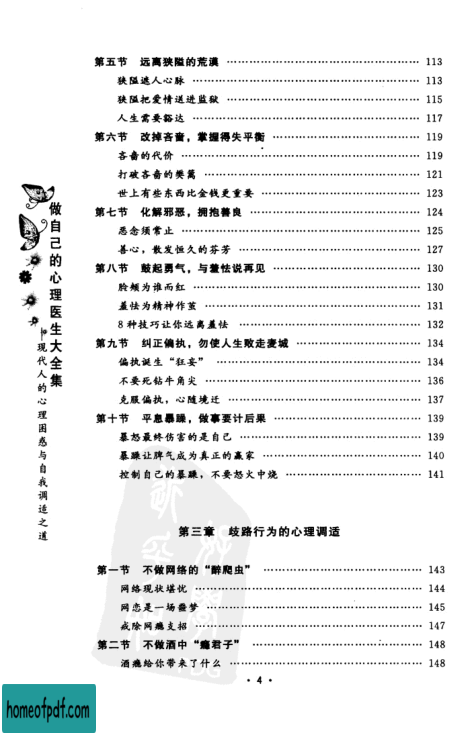 第五节 远离狭隘的荒漠 …………………………………… 113
狭隘遮人心脉 …………………………………… 113
狭隘把爱情送进监狱 …………………………………… 115
人生需要豁达 …………………………………… 117
第六节 改掉吝啬,掌握得失平衡 …………………………………… 119
吝啬的代价 …………………………………… 119
打破吝啬的樊篱 …………………………………… 121
世上有些东西比金钱更重要 …………………………………… 123
第七节 化解邪恶,拥抱善良 …………………………………… 124
恶念须常止 …………………………………… 125
善心,散发恒久的芬芳 …………………………………… 127
第八节 鼓起勇气,与羞怯说再见 …………………………………… 130
脸颊为谁而红 …………………………………… 130
羞怯为精神作茧 …………………………………… 131
8种技巧让你远离羞怯 …………………………………… 132
第九节 纠正偏执,勿使人生败走麦城 …………………………………… 134
偏执诞生“狂妄” …………………………………… 134
不要死钻牛角尖 …………………………………… 136
克服偏执,心随境迁 …………………………………… 137
第十节 平息暴躁,做事要计后果 …………………………………… 139
暴怒最终伤害的是自己 …………………………………… 139
暴躁让脾气成为真正的赢家 …………………………………… 140
控制自己的暴躁,不要怒火中烧 …………………………………… 141
做自己的心理医生大全集
现代人的心理困惑与自我调适之道
第三章 歧路行为的心理调适
第一节 不做网络的“醉爬虫” …………………………………… 143
网络现状堪忧 …………………………………… 144
网恋是一场噩梦 …………………………………… 145
戒除网瘾支招 …………………………………… 147
第二节 不做酒中“瘾君子” …………………………………… 148
酒瘾给你带来了什么 …………………………………… 148
· 4 ·
homeofpdf.com